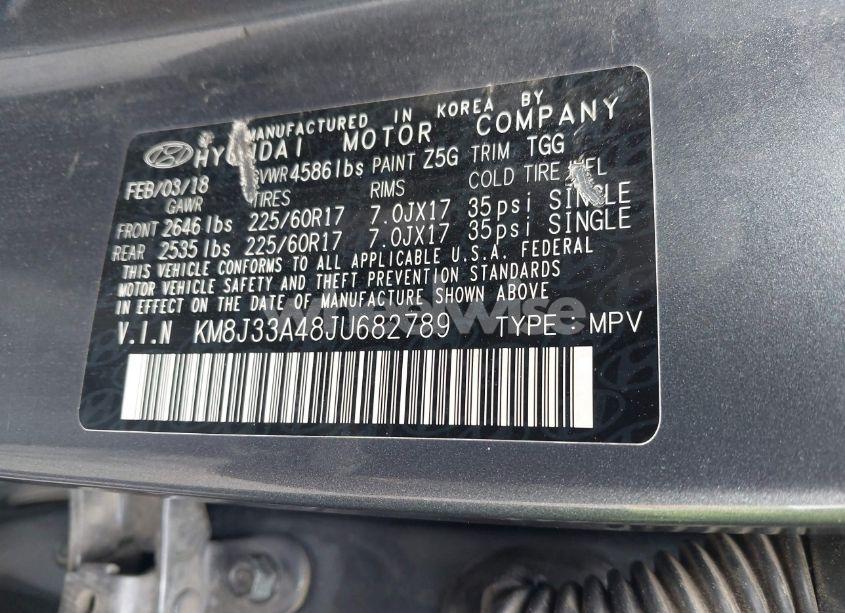 MANUFACTURED IN KOREA BY
HYUNDAI MOTOR COMPANY
FEB/03/18 GVWR 4586lbs PAINT Z5G TRIM TGG
GAWR TIRES RIMS COLD TIRE
FRONT 2646 lbs 225/60R17 7.0JX17 35psi SINGLE
REAR 2535 lbs 225/60R17 7.0JX17 35psi SINGLE
THIS VEHICLE CONFORMS TO ALL APPLICABLE U.S.A. FEDERAL
MOTOR VEHICLE SAFETY AND THEFT PREVENTION STANDARDS
IN EFFECT ON THE DATE OF MANUFACTURE SHOWN ABOVE
wheelwise
V.I.N KM8J33A48JU682789 TYPE MPV